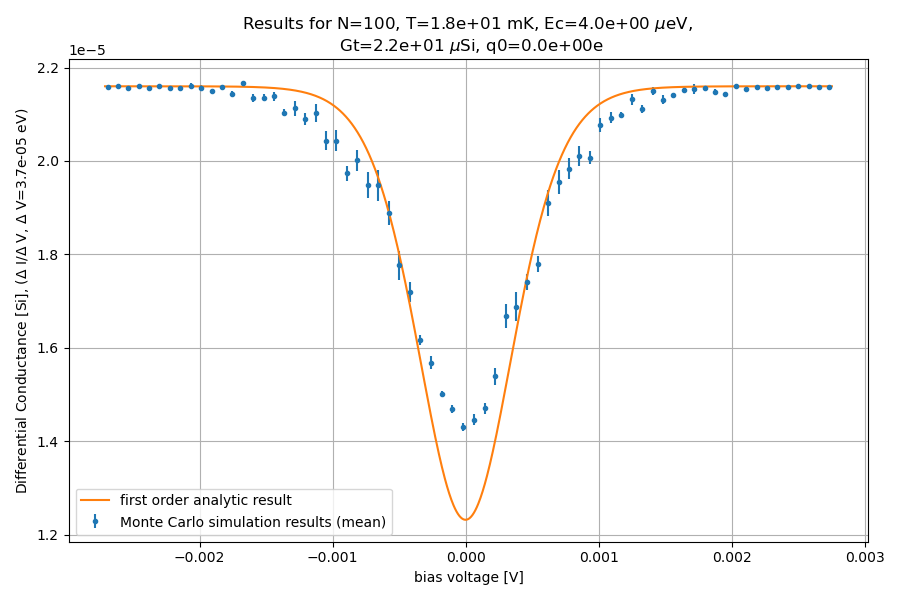 Results for N=100, T=1.8e+01 mK, Ec=4.0e+00 μeV,
Gt=2.2e+01 μSi, q0=0.0e+00e
1e−5
2.2
2.0
1.8
1.6
1.4
1.2
Differential Conductance [Si], (Δ I/Δ V, Δ V=3.7e-05 eV)
first order analytic result
Monte Carlo simulation results (mean)
−0.002
−0.001
0.000
0.001
0.002
0.003
bias voltage [V]